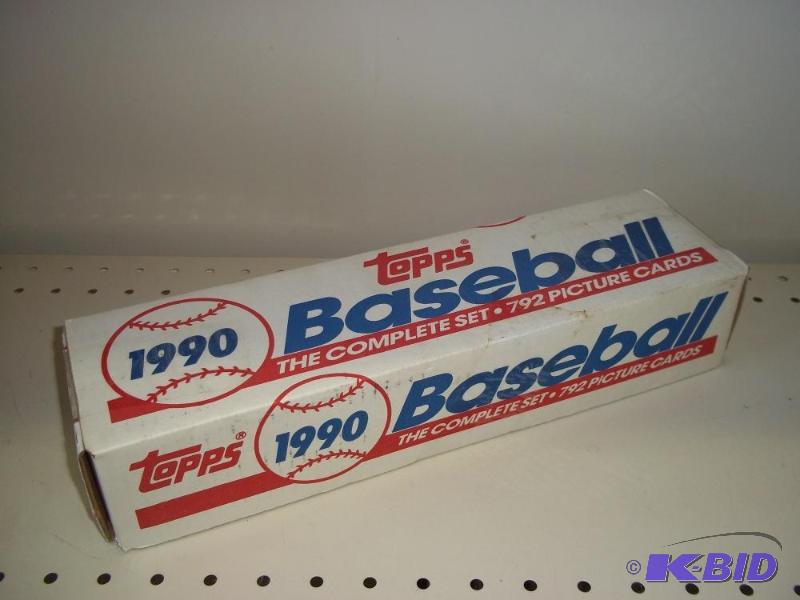 Topps®
1990 Baseball
THE COMPLETE SET • 792 PICTURE CARDS
Topps® 1990 Baseball
THE COMPLETE SET • 792 PICTURE CARDS
© K-BID